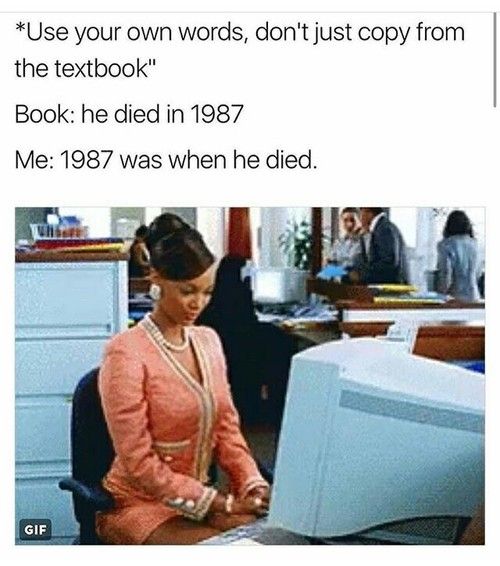 *Use your own words, don't just copy from
the textbook"
Book: he died in 1987
Me: 1987 was when he died.
GIF